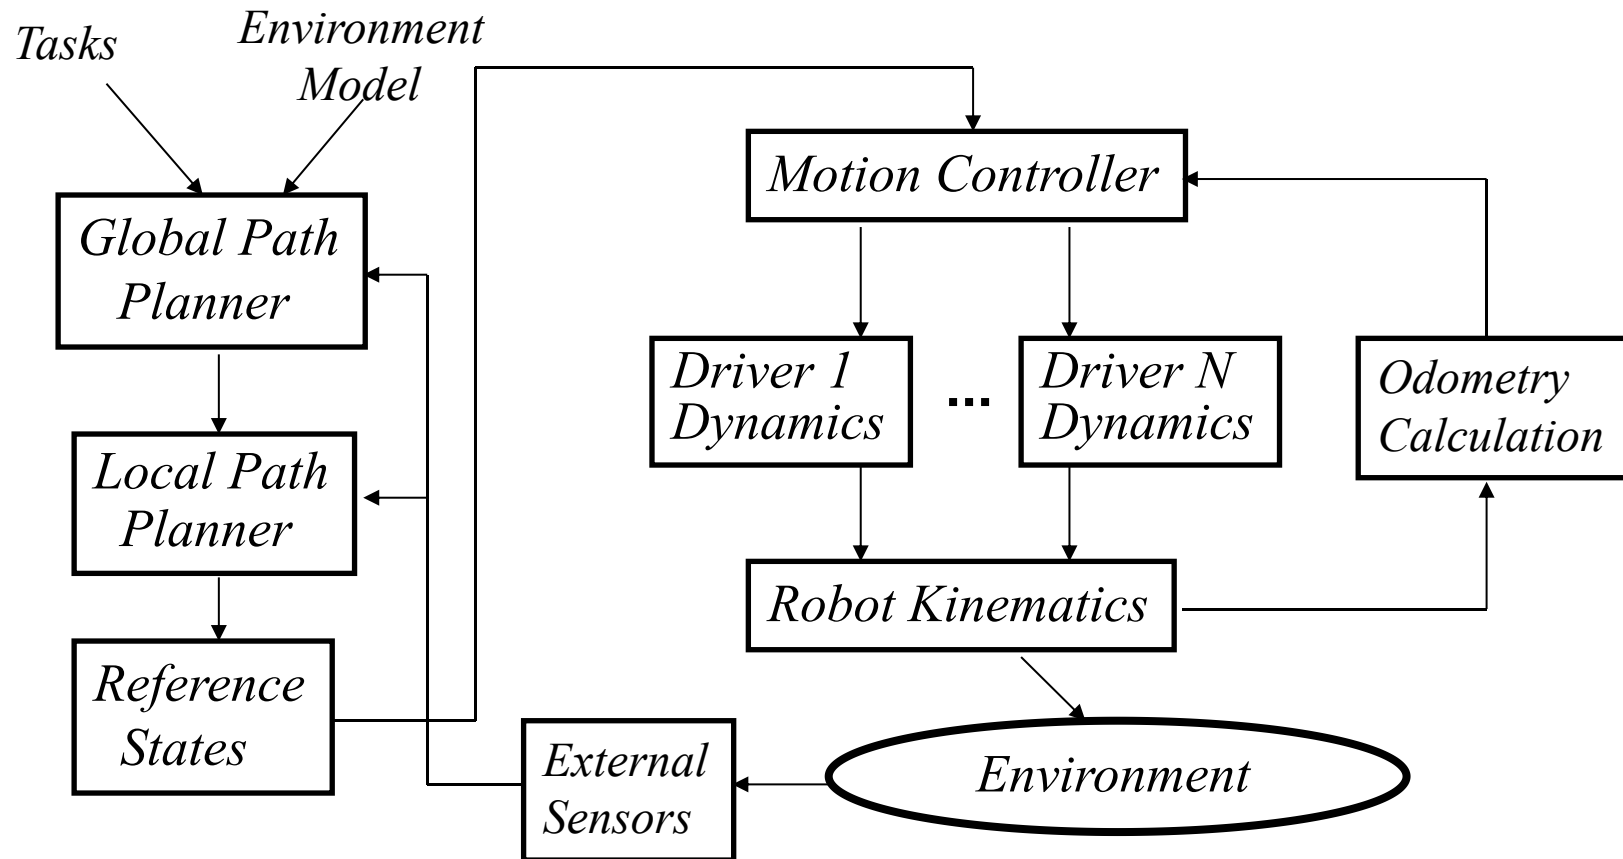 Tasks
Environment
Model
Global Path
Planner
Local Path
Planner
Reference
States
Motion Controller
Driver 1
Dynamics
...
Driver N
Dynamics
Odometry
Calculation
Robot Kinematics
External
Sensors
Environment